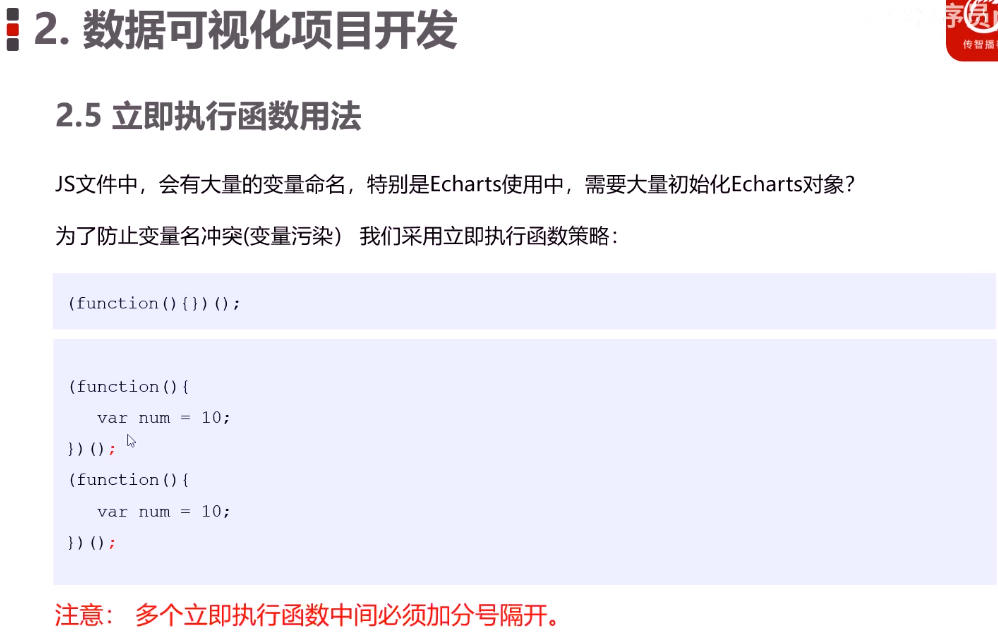 2. 数据可视化项目开发
序员
传智播
2.5 立即执行函数用法
JS文件中，会有大量的变量命名，特别是Echarts使用中，需要大量初始化Echarts对象?
为了防止变量名冲突(变量污染） 我们采用立即执行函数策略：
(function(){})();
(function(){
var num = 10;
})();
(function(){
var num = 10;
})();
注意： 多个立即执行函数中间必须加分号隔开。